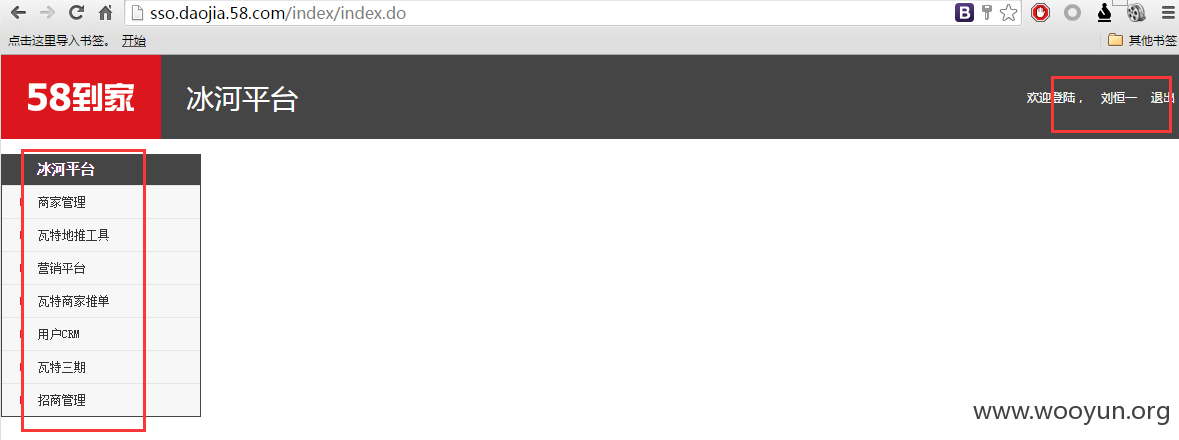 sso.daojia.58.com/index/index.do
点击这里导入书签。 开始 其他书签
58到家 冰河平台 欢迎登陆， 刘恒一 退出
冰河平台
商家管理
瓦特地推工具
营销平台
瓦特商家推单
用户CRM
瓦特三期
招商管理
www.wooyun.org